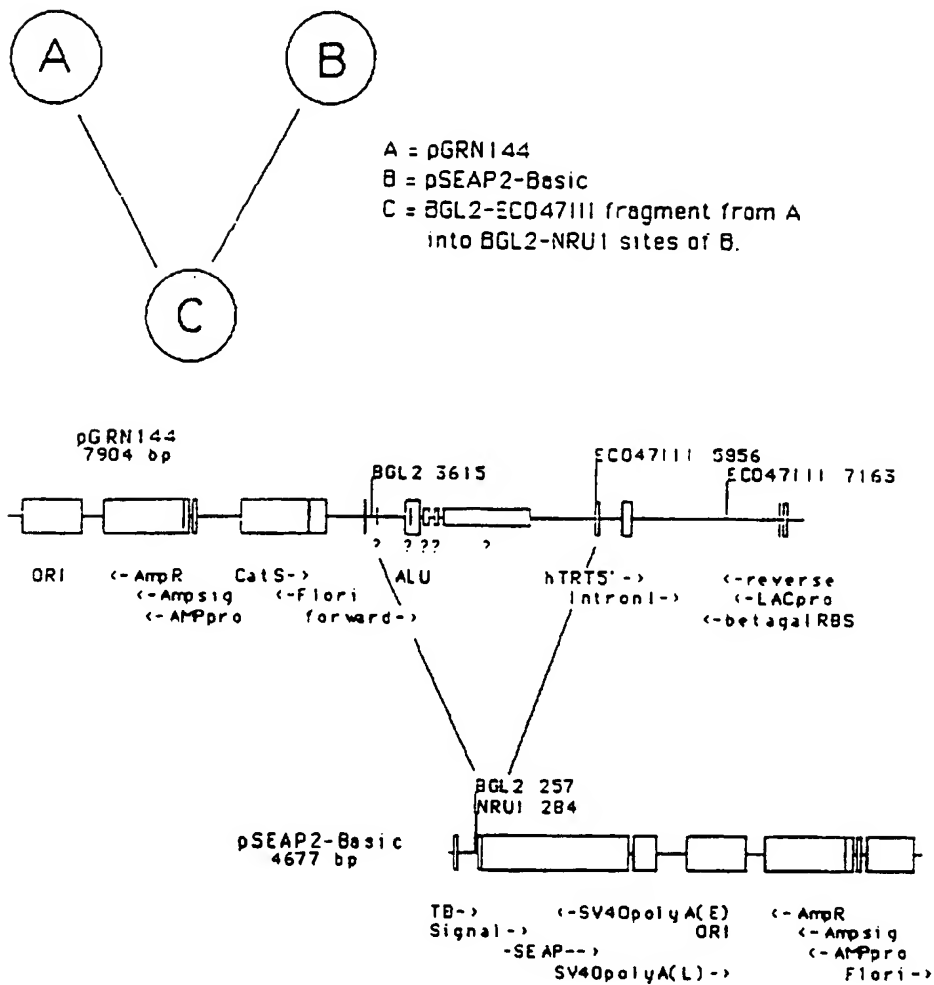 A
B
C
A = pGRN144
B = pSEAP2-Basic
C = BGL2-ECO47III fragment from A
into BGL2-NRU1 sites of B.
pGRN144
7904 bp
BGL2 3615
ECO47III 5956
ECO47III 7163
? ? ?? ?
ORI <-AmpR CatS-> ALU hTRT5'-> <-reverse
<-Ampsig <-Flori Intron1-> <-LACpro
<-AMPpro forward-> <-betagalRBS
BGL2 257
NRU1 284
pSEAP2-Basic
4677 bp
TB-> <-SV40polyA(E) <-AmpR
Signal-> ORI <-Ampsig
-SEAP--> <-AMPpro
SV40polyA(L)-> Flori->